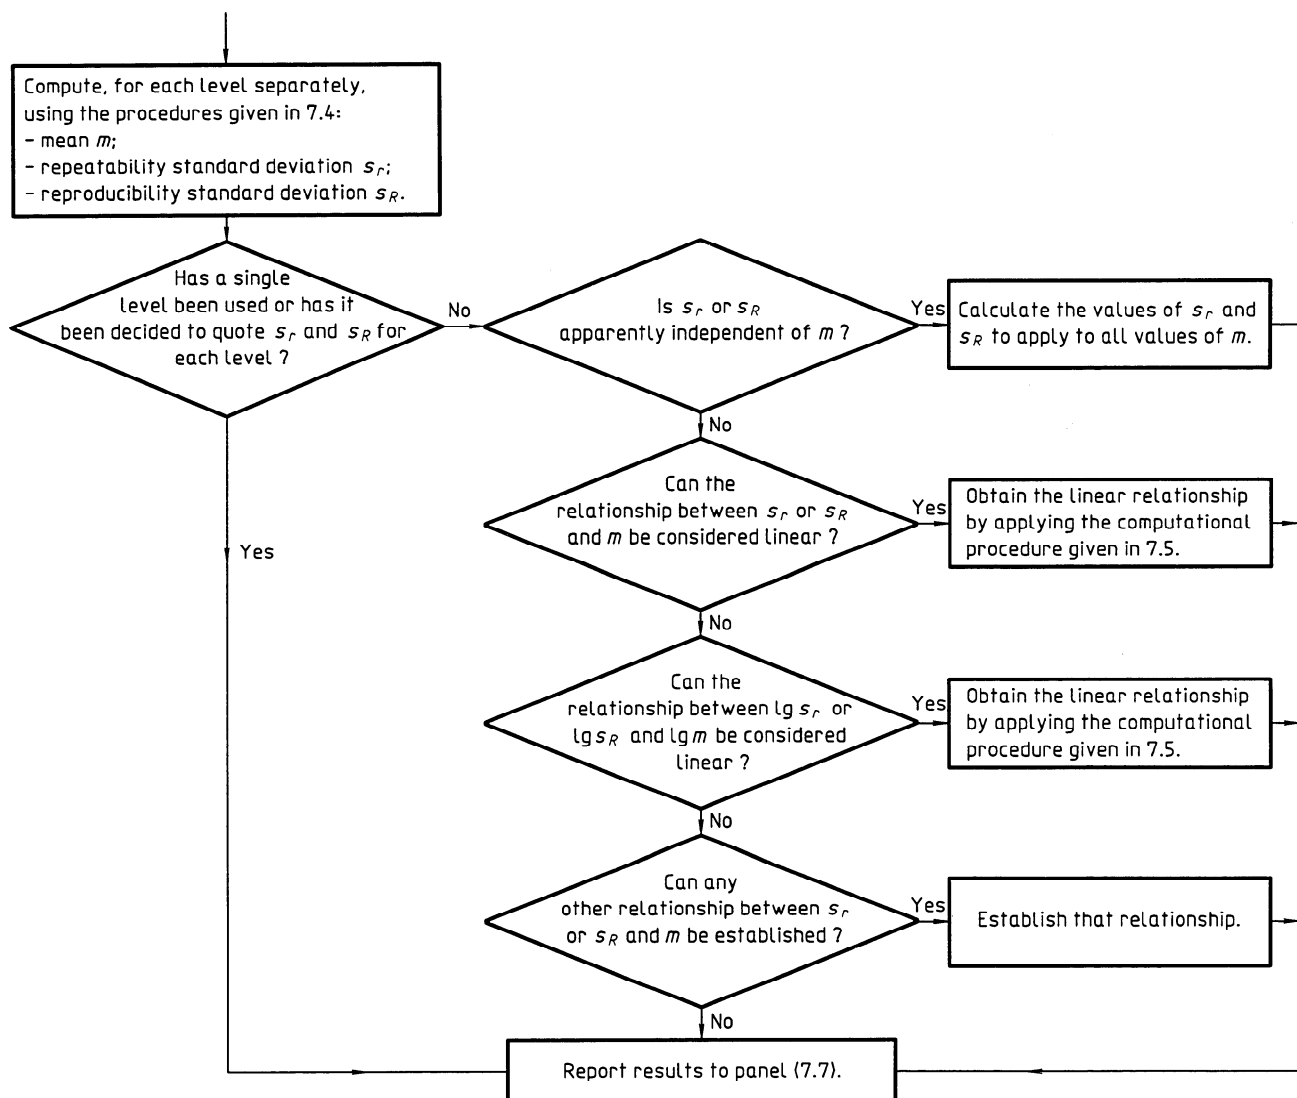 Compute, for each level separately,
using the procedures given in 7.4:
– mean m;
– repeatability standard deviation sr;
– reproducibility standard deviation sR.
Has a single
level been used or has it
been decided to quote sr and sR for
each level ?
No
Yes
Is sr or sR
apparently independent of m ?
Yes
Calculate the values of sr and
sR to apply to all values of m.
No
Can the
relationship between sr or sR
and m be considered linear ?
Yes
Obtain the linear relationship
by applying the computational
procedure given in 7.5.
No
Can the
relationship between lg sr or
lg sR and lg m be considered
linear ?
Yes
Obtain the linear relationship
by applying the computational
procedure given in 7.5.
No
Can any
other relationship between sr
or sR and m be established ?
Yes
Establish that relationship.
No
Report results to panel (7.7).